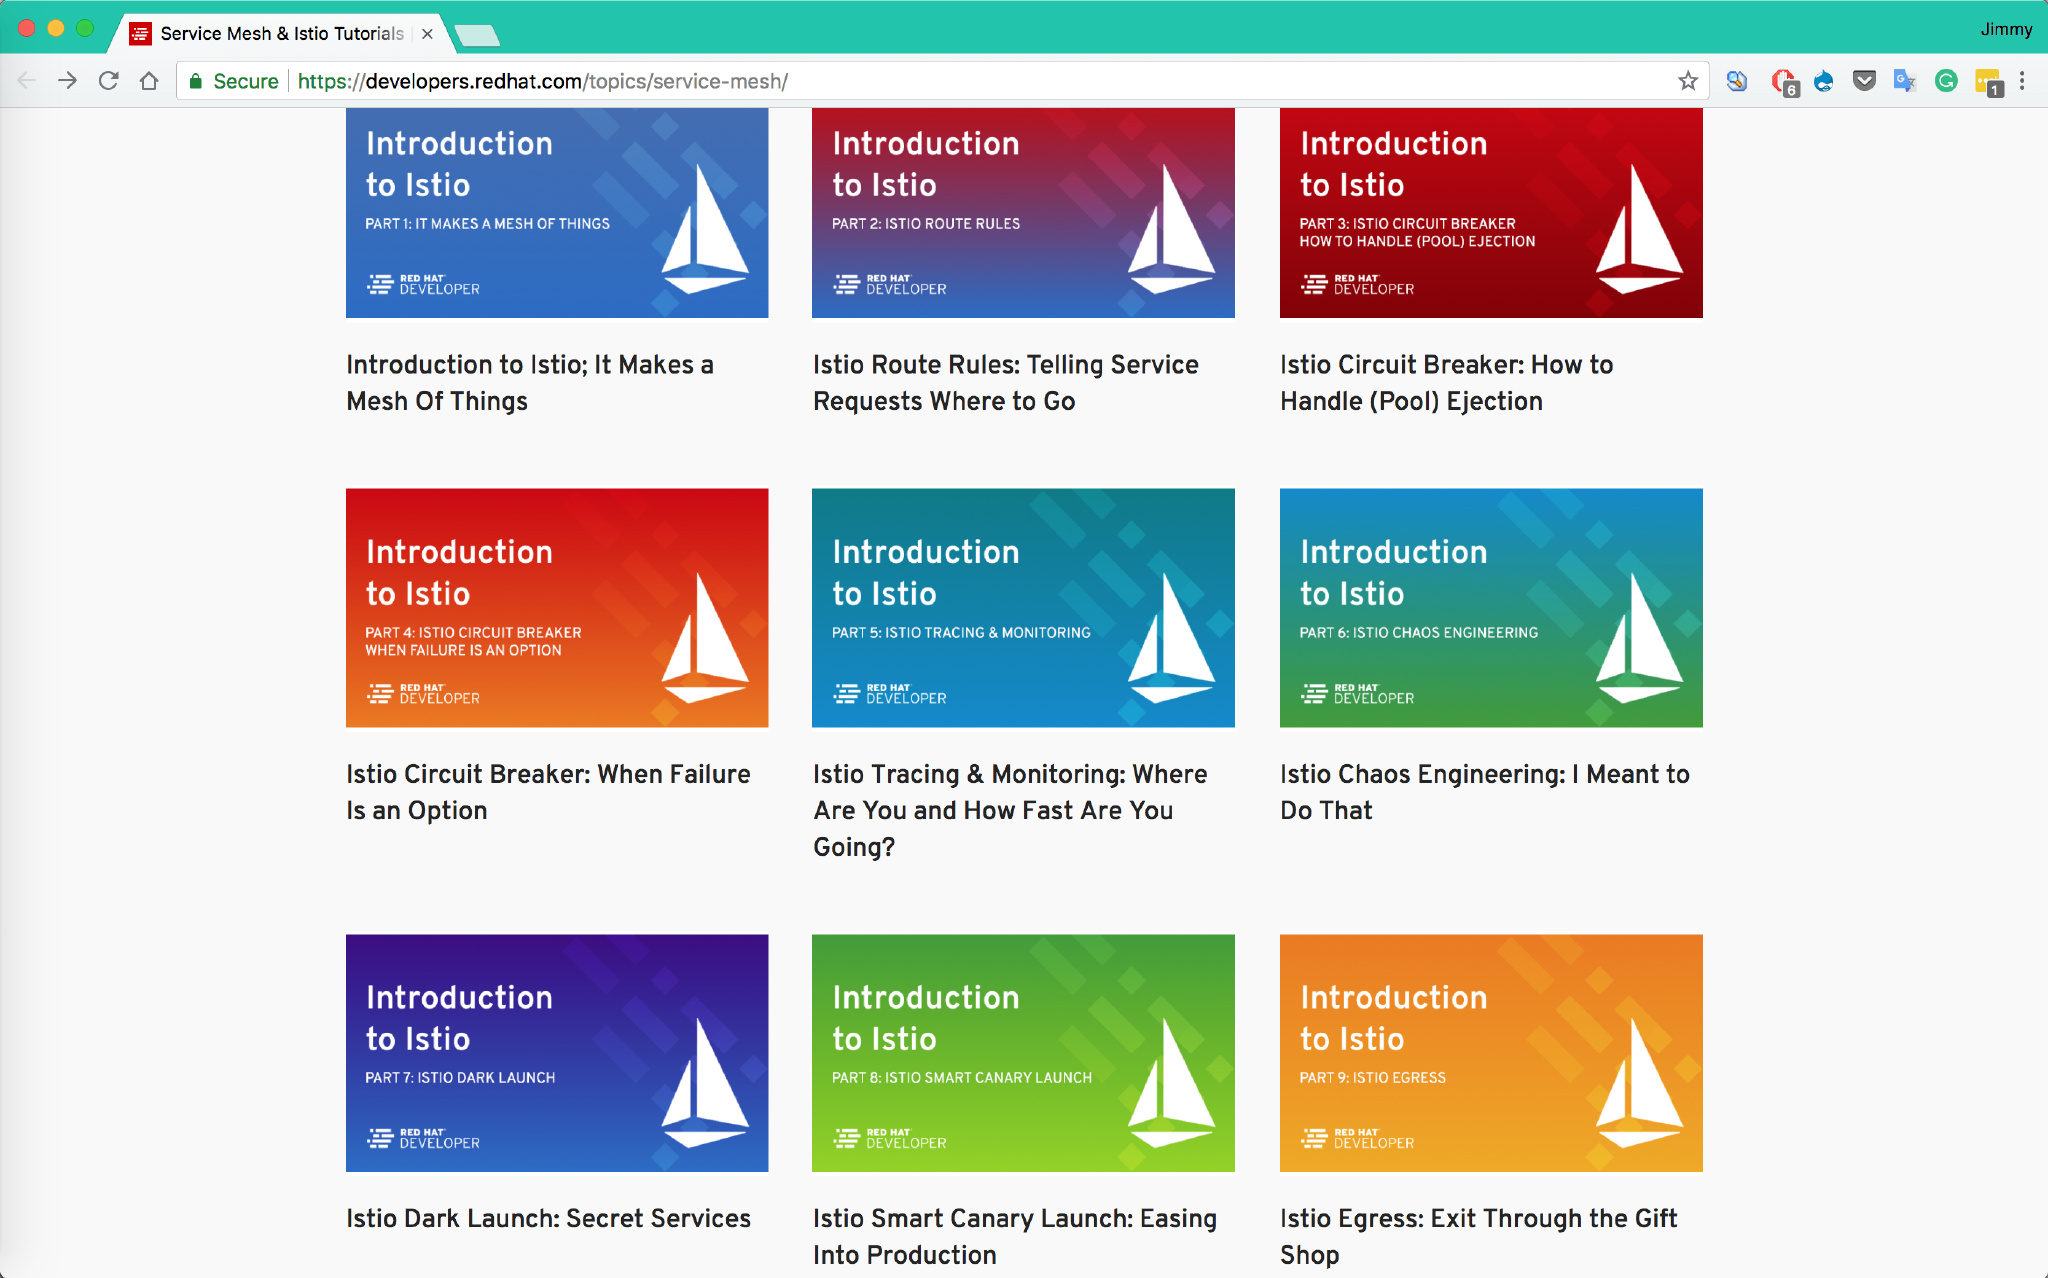 Service Mesh & Istio Tutorials
Jimmy
Secure
https://developers.redhat.com/topics/service-mesh/
6
1
Introduction
to Istio
PART 1: IT MAKES A MESH OF THINGS
RED HAT
DEVELOPER
Introduction
to Istio
PART 2: ISTIO ROUTE RULES
RED HAT
DEVELOPER
Introduction
to Istio
PART 3: ISTIO CIRCUIT BREAKER
HOW TO HANDLE (POOL) EJECTION
RED HAT
DEVELOPER
Introduction to Istio; It Makes a
Mesh Of Things
Istio Route Rules: Telling Service
Requests Where to Go
Istio Circuit Breaker: How to
Handle (Pool) Ejection
Introduction
to Istio
PART 4: ISTIO CIRCUIT BREAKER
WHEN FAILURE IS AN OPTION
RED HAT
DEVELOPER
Introduction
to Istio
PART 5: ISTIO TRACING & MONITORING
RED HAT
DEVELOPER
Introduction
to Istio
PART 6: ISTIO CHAOS ENGINEERING
RED HAT
DEVELOPER
Istio Circuit Breaker: When Failure
Is an Option
Istio Tracing & Monitoring: Where
Are You and How Fast Are You
Going?
Istio Chaos Engineering: I Meant to
Do That
Introduction
to Istio
PART 7: ISTIO DARK LAUNCH
RED HAT
DEVELOPER
Introduction
to Istio
PART 8: ISTIO SMART CANARY LAUNCH
RED HAT
DEVELOPER
Introduction
to Istio
PART 9: ISTIO EGRESS
RED HAT
DEVELOPER
Istio Dark Launch: Secret Services
Istio Smart Canary Launch: Easing
Into Production
Istio Egress: Exit Through the Gift
Shop